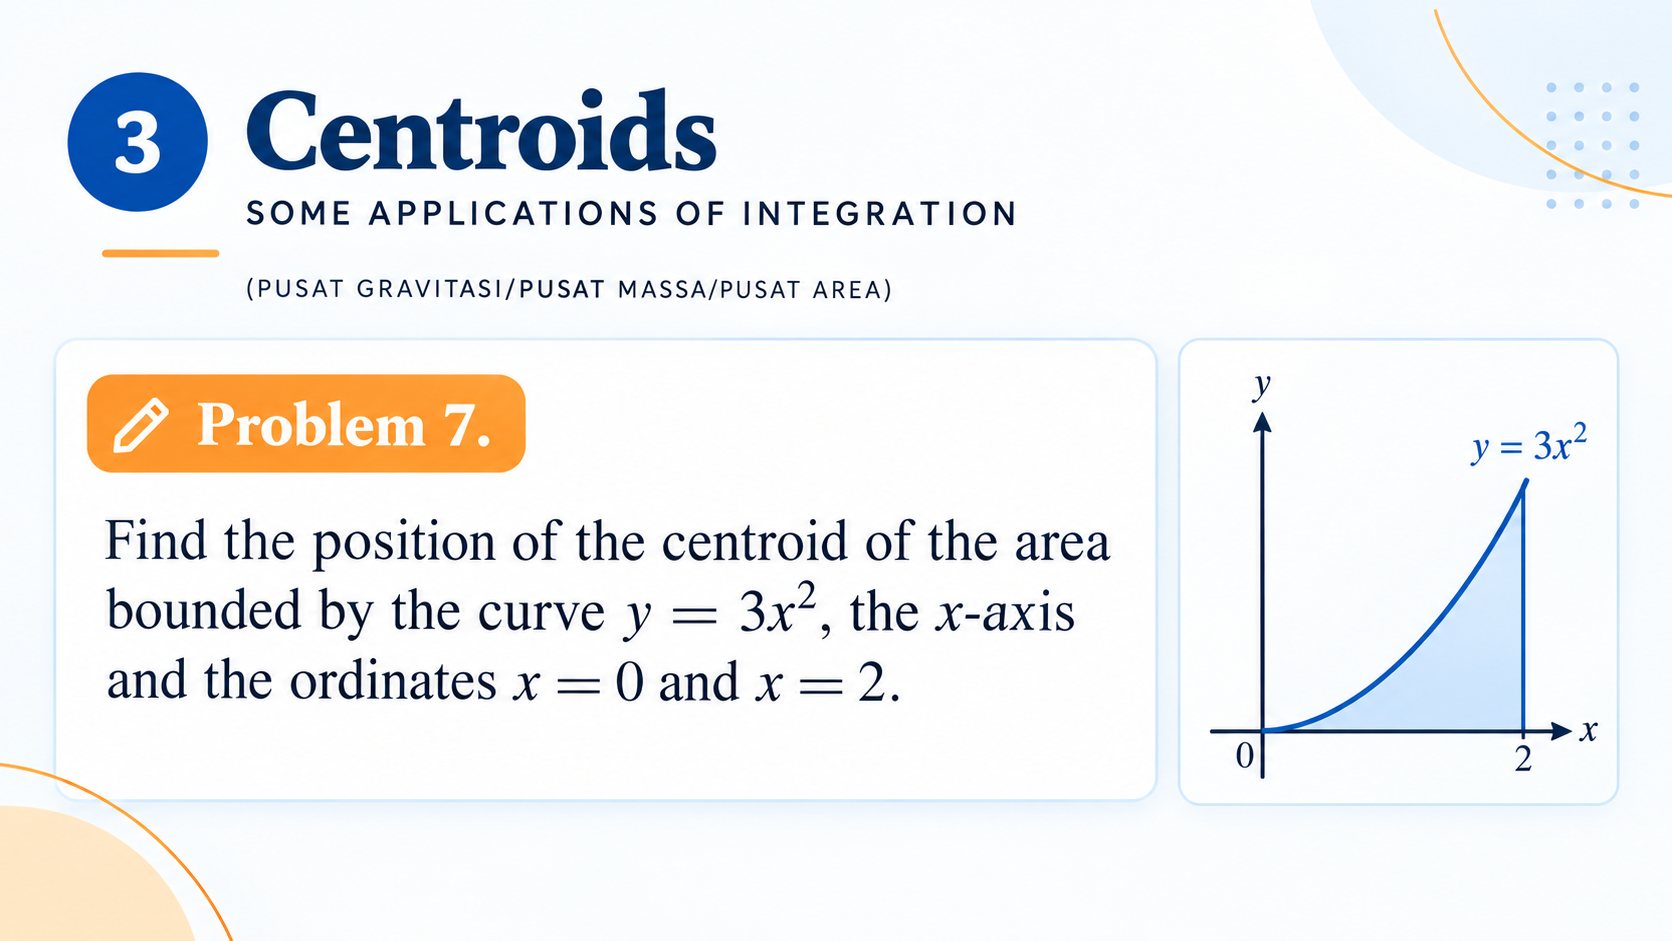 3
Centroids
SOME APPLICATIONS OF INTEGRATION
(PUSAT GRAVITASI/PUSAT MASSA/PUSAT AREA)
Problem 7.
Find the position of the centroid of the area
bounded by the curve y = 3x², the x-axis
and the ordinates x = 0 and x = 2.
y
y = 3x²
x
0
2